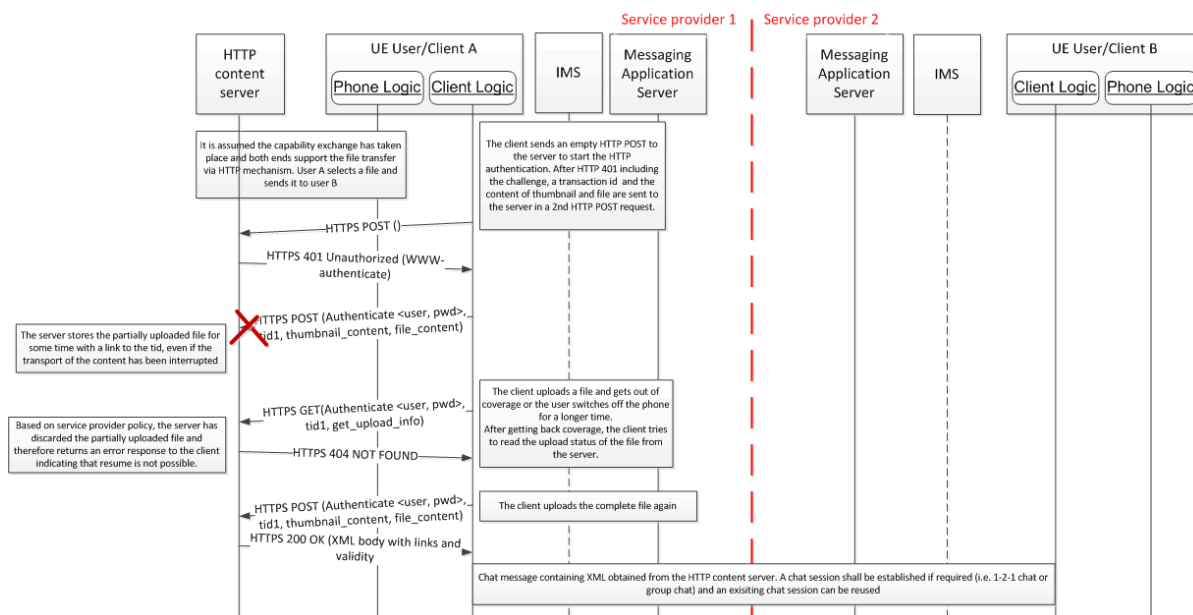 Service provider 1
Service provider 2
HTTP
content
server
UE User/Client A
Phone Logic
Client Logic
IMS
Messaging
Application
Server
Messaging
Application
Server
IMS
UE User/Client B
Client Logic
Phone Logic
It is assumed the capability exchange has taken
place and both ends support the file transfer
via HTTP mechanism. User A selects a file and
sends it to user B
The client sends an empty HTTP POST to
the server to start the HTTP
authentication. After HTTP 401 including
the challenge, a transaction id and the
content of thumbnail and file are sent to
the server in a 2nd HTTP POST request.
HTTPS POST ()
HTTPS 401 Unauthorized (WWW-
authenticate)
HTTPS POST (Authenticate <user, pwd>,
tid1, thumbnail_content, file_content)
The server stores the partially uploaded file for
some time with a link to the tid, even if the
transport of the content has been interrupted
The client uploads a file and gets out of
coverage or the user switches off the phone
for a longer time.
After getting back coverage, the client tries
to read the upload status of the file from
the server.
HTTPS GET(Authenticate <user, pwd>,
tid1, get_upload_info)
Based on service provider policy, the server has
discarded the partially uploaded file and
therefore returns an error response to the client
indicating that resume is not possible.
HTTPS 404 NOT FOUND
HTTPS POST (Authenticate <user, pwd>,
tid1, thumbnail_content, file_content)
The client uploads the complete file again
HTTPS 200 OK (XML body with links and
validity
Chat message containing XML obtained from the HTTP content server. A chat session shall be established if required (i.e. 1-2-1 chat or
group chat) and an exisiting chat session can be reused